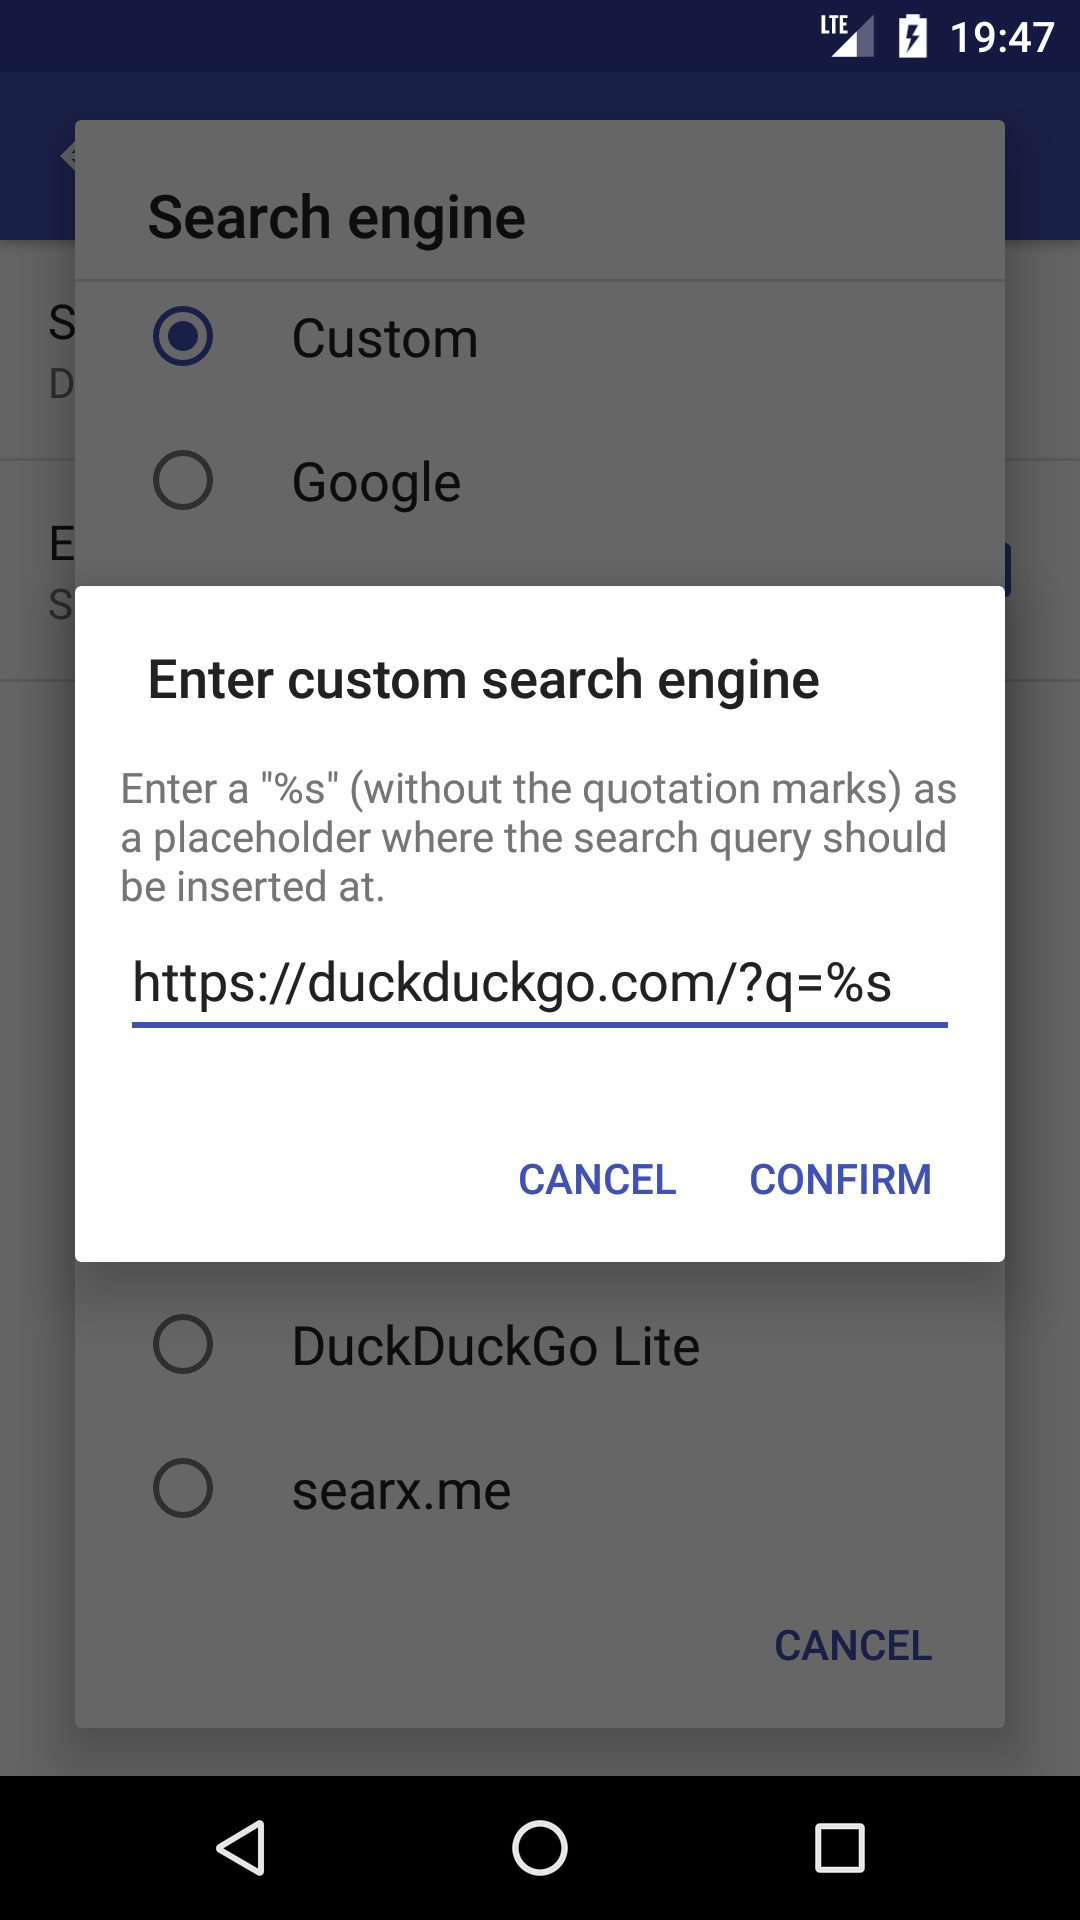 LTE 19:47
Search engine
S
D
Custom
Google
E
S
Enter custom search engine
Enter a "%s" (without the quotation marks) as
a placeholder where the search query should
be inserted at.
https://duckduckgo.com/?q=%s
CANCEL CONFIRM
DuckDuckGo Lite
searx.me
CANCEL